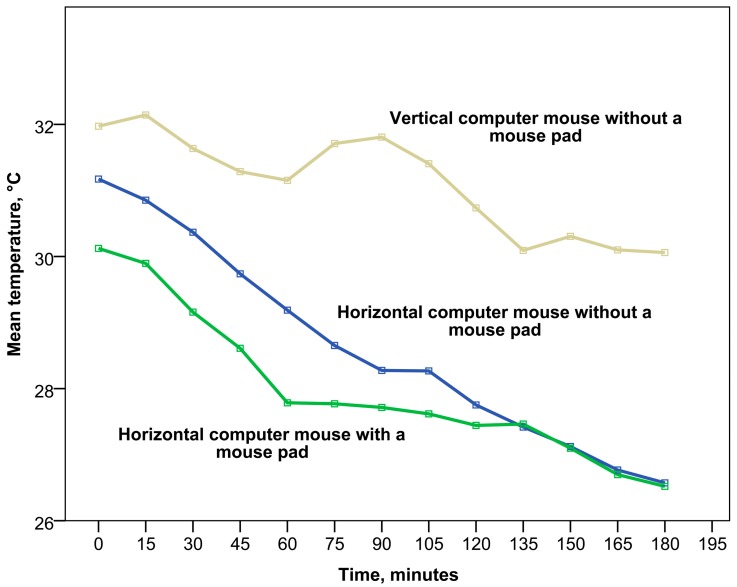 Vertical computer mouse without a
mouse pad
Horizontal computer mouse without a
mouse pad
Horizontal computer mouse with a
mouse pad
Mean temperature, °C
32
30
28
26
0 15 30 45 60 75 90 105 120 135 150 165 180 195
Time, minutes